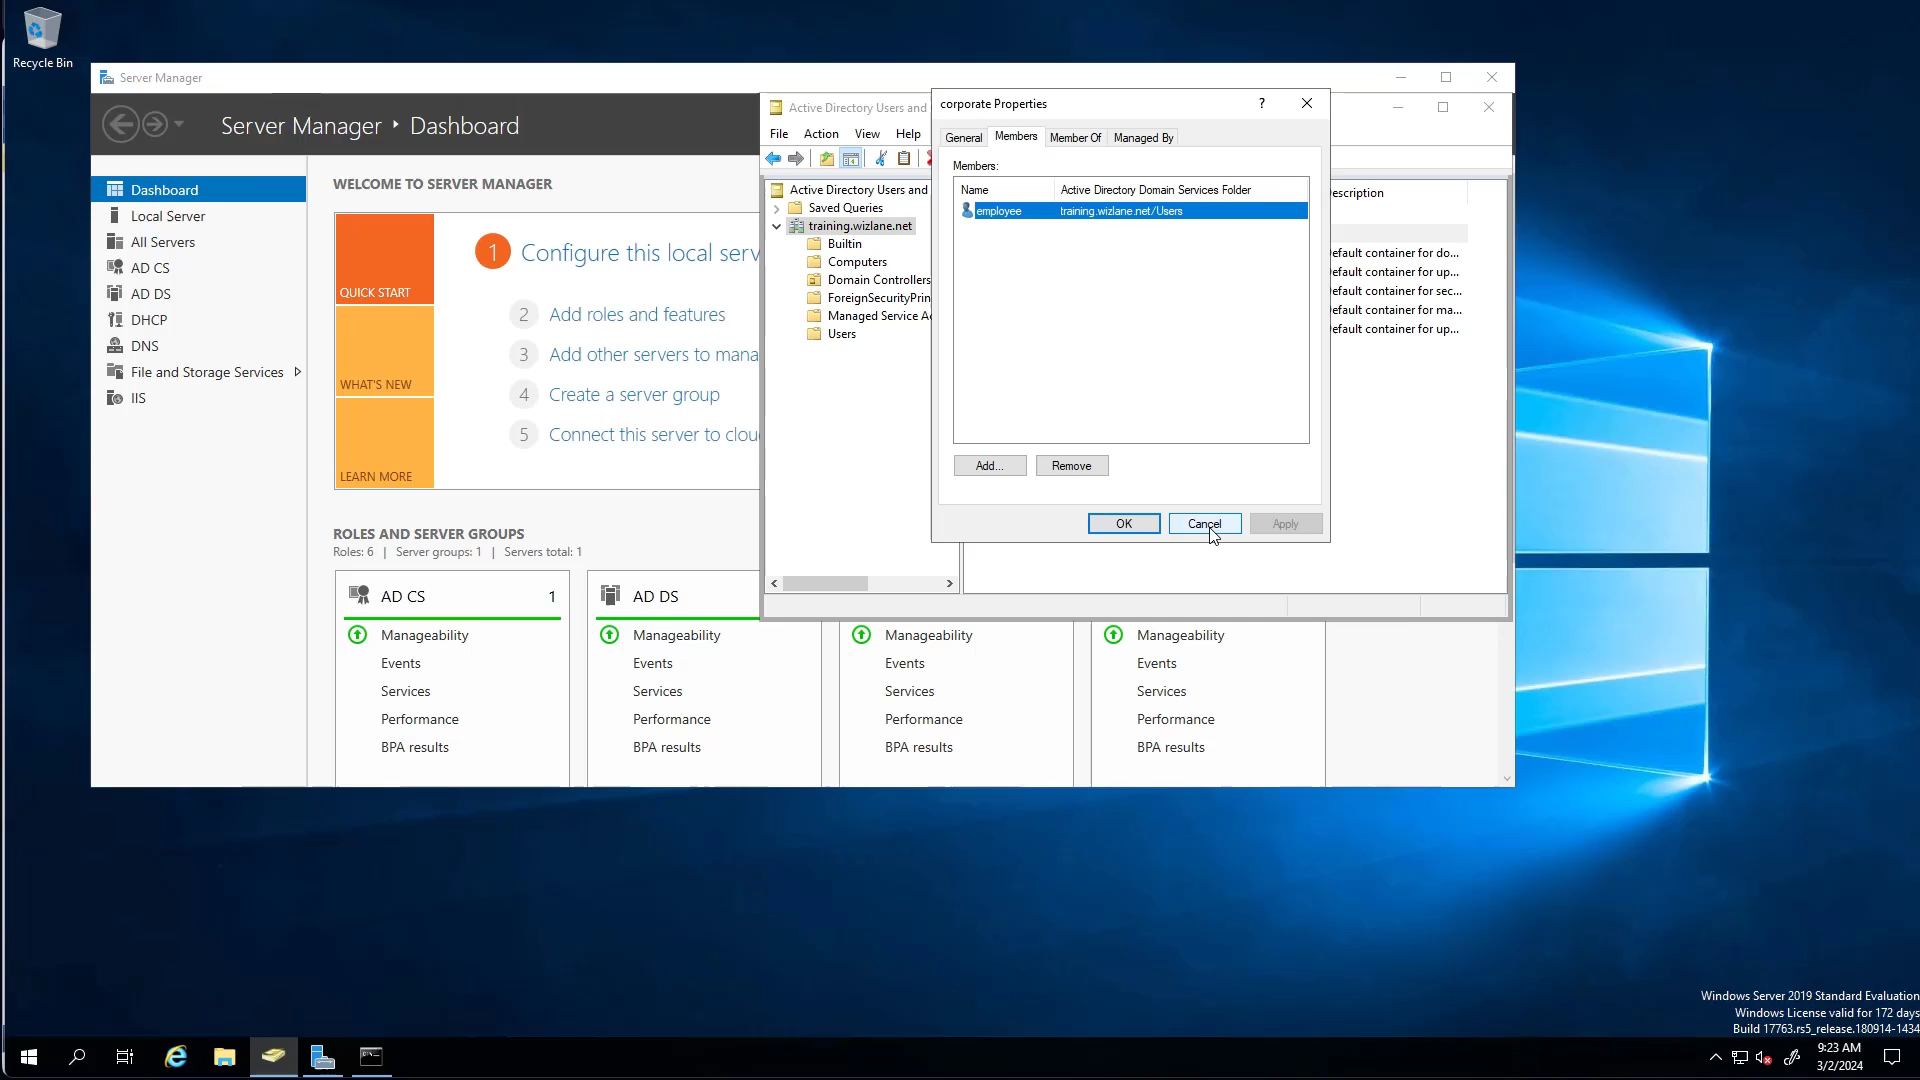 Recycle Bin
Server Manager
Server Manager • Dashboard
Dashboard
Local Server
All Servers
AD CS
AD DS
DHCP
DNS
File and Storage Services
IIS
WELCOME TO SERVER MANAGER
QUICK START
WHAT'S NEW
LEARN MORE
1 Configure this local serv
2 Add roles and features
3 Add other servers to mana
4 Create a server group
5 Connect this server to clou
ROLES AND SERVER GROUPS
Roles: 6 | Server groups: 1 | Servers total: 1
AD CS 1
Manageability
Events
Services
Performance
BPA results
AD DS
Manageability
Events
Services
Performance
BPA results
Manageability
Events
Services
Performance
BPA results
Manageability
Events
Services
Performance
BPA results
Active Directory Users and
File Action View Help
Active Directory Users and
Saved Queries
training.wizlane.net
Builtin
Computers
Domain Controllers
ForeignSecurityPrin
Managed Service Ac
Users
escription
efault container for do...
efault container for up...
efault container for sec...
efault container for ma...
efault container for up...
corporate Properties
General Members Member Of Managed By
Members:
Name Active Directory Domain Services Folder
employee training.wizlane.net/Users
Add... Remove
OK Cancel Apply
Windows Server 2019 Standard Evaluation
Windows License valid for 172 days
Build 17763.rs5_release.180914-1434
9:23 AM
3/2/2024